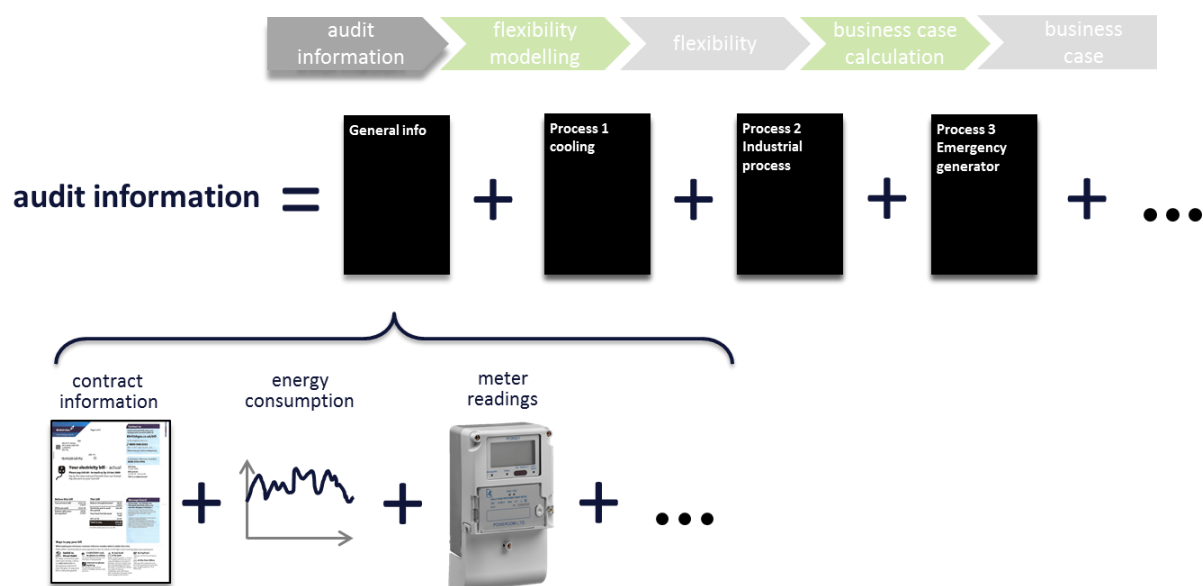 audit
information
flexibility
modelling
flexibility
business case
calculation
business
case
audit information
=
General info
+
Process 1
cooling
+
Process 2
Industrial
process
+
Process 3
Emergency
generator
+
...
contract
information
energy
consumption
meter
readings
Your electricity bill - actual
+
+
+
...